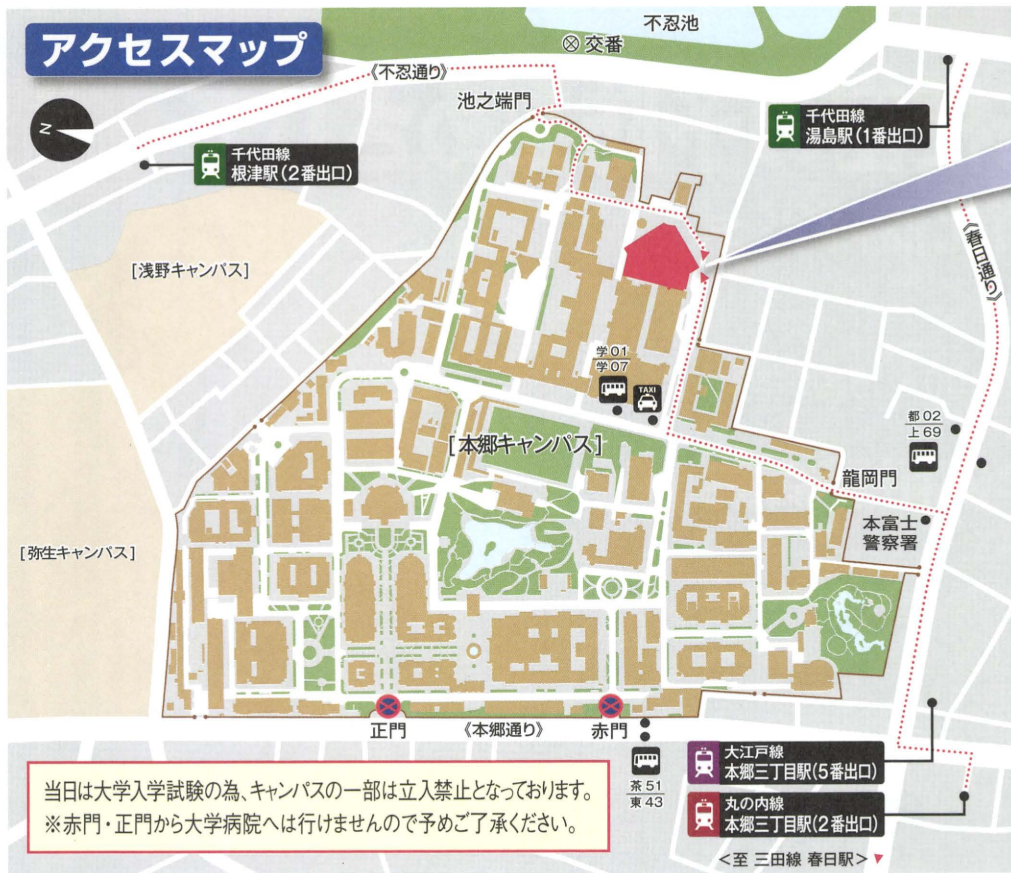 アクセスマップ
不忍池
交番
《不忍通り》
池之端門
N
千代田線
根津駅(2番出口)
千代田線
湯島駅(1番出口)
《春日通り》
[浅野キャンパス]
学01
学07
TAXI
[本郷キャンパス]
都02
上69
龍岡門
本富士
警察署
[弥生キャンパス]
正門
《本郷通り》
赤門
茶51
東43
大江戸線
本郷三丁目駅(5番出口)
丸の内線
本郷三丁目駅(2番出口)
<至 三田線 春日駅>
当日は大学入学試験の為、キャンパスの一部は立入禁止となっております。
※赤門・正門から大学病院へは行けませんので予めご了承ください。